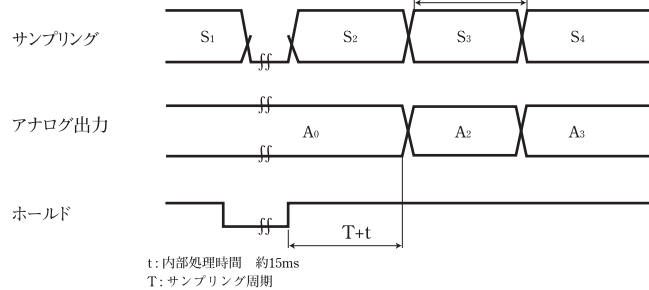 サンプリング
S1
S2
S3
S4
アナログ出力
A0
A2
A3
ホールド
T+t
t : 内部処理時間　約15ms
T : サンプリング周期